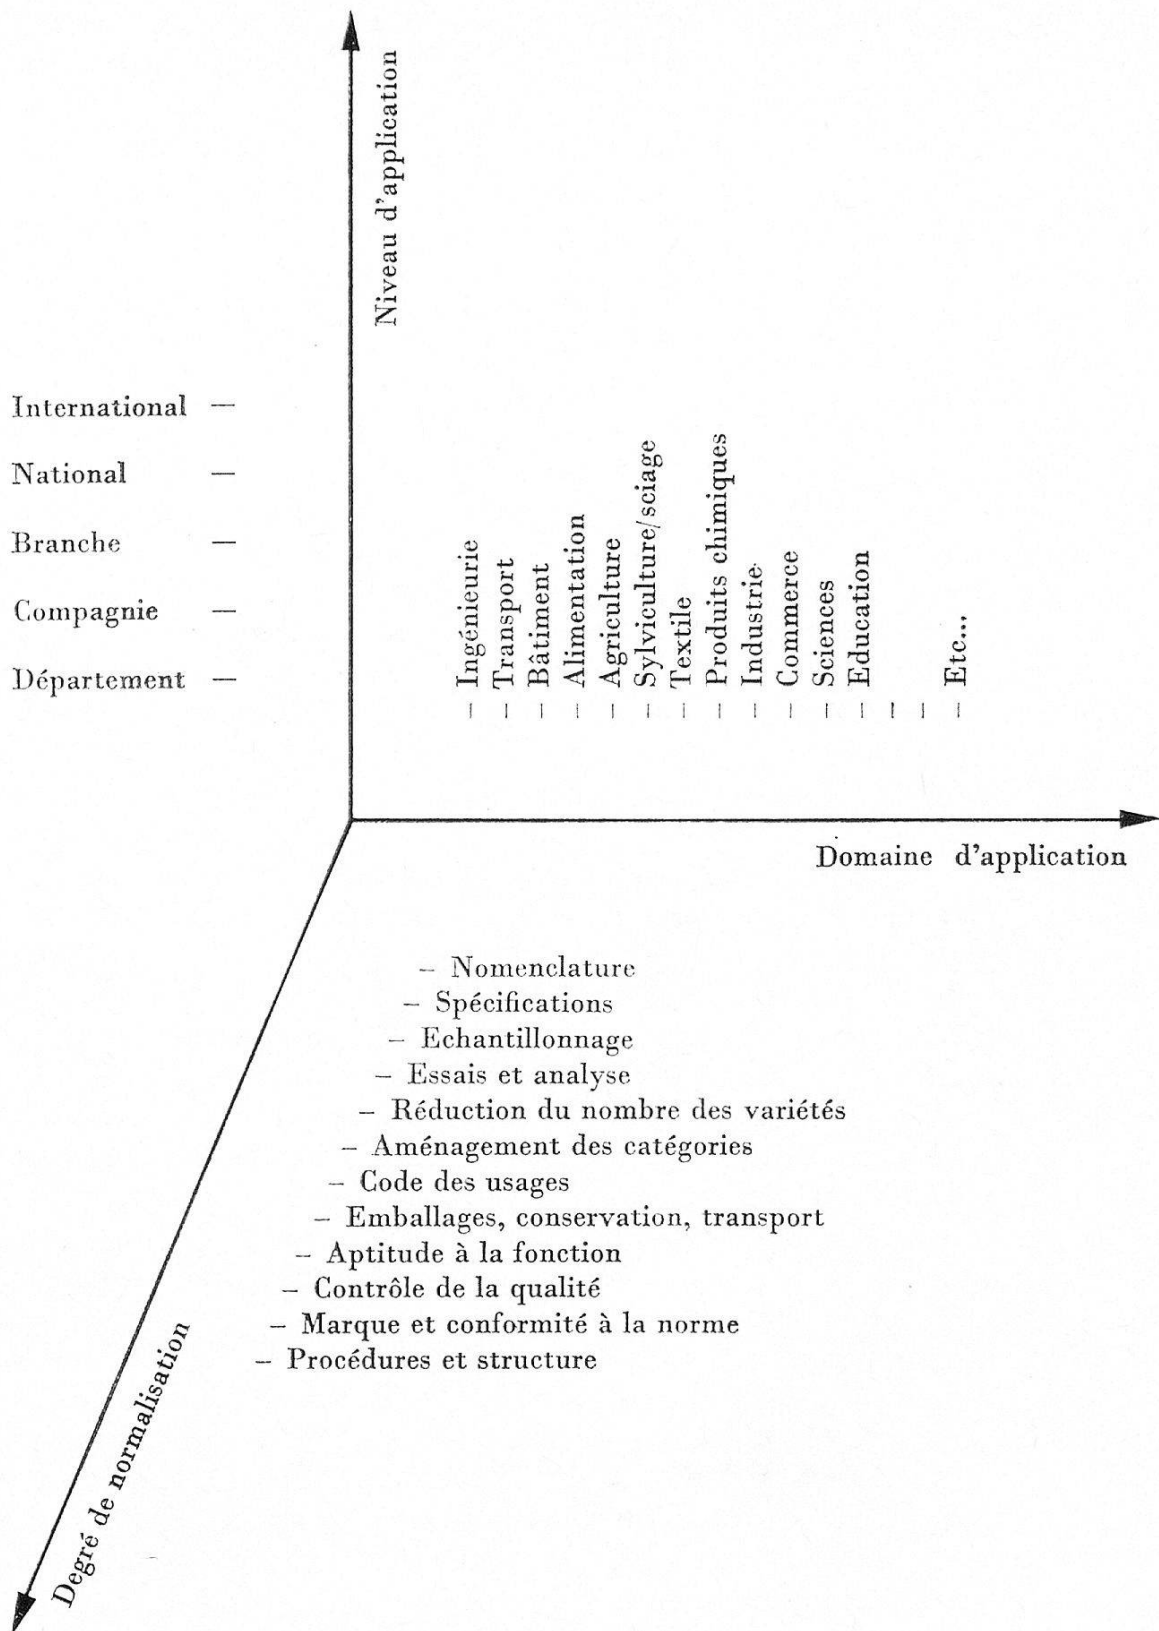 Niveau d'application
International —
National —
Branche —
Compagnie —
Département —
– Ingénieurie
– Transport
– Bâtiment
– Alimentation
– Agriculture
– Sylviculture/sciage
– Textile
– Produits chimiques
– Industrie
– Commerce
– Sciences
– Education
–
–
– Etc...
Domaine d'application
– Nomenclature
– Spécifications
– Echantillonnage
– Essais et analyse
– Réduction du nombre des variétés
– Aménagement des catégories
– Code des usages
– Emballages, conservation, transport
– Aptitude à la fonction
– Contrôle de la qualité
– Marque et conformité à la norme
– Procédures et structure
Degré de normalisation